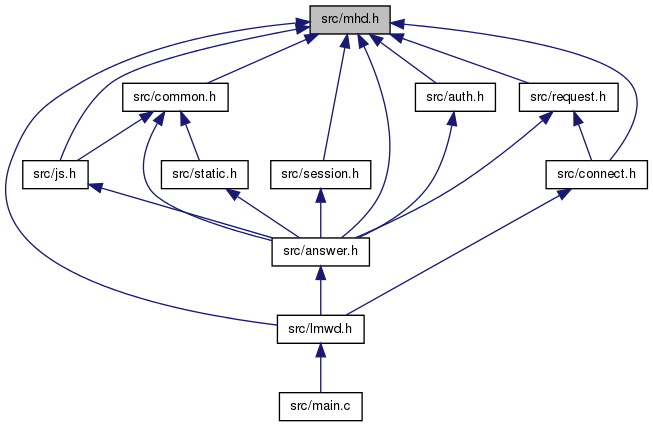 src/mhd.h
src/common.h
src/auth.h
src/request.h
src/js.h
src/static.h
src/session.h
src/connect.h
src/answer.h
src/lmwd.h
src/main.c